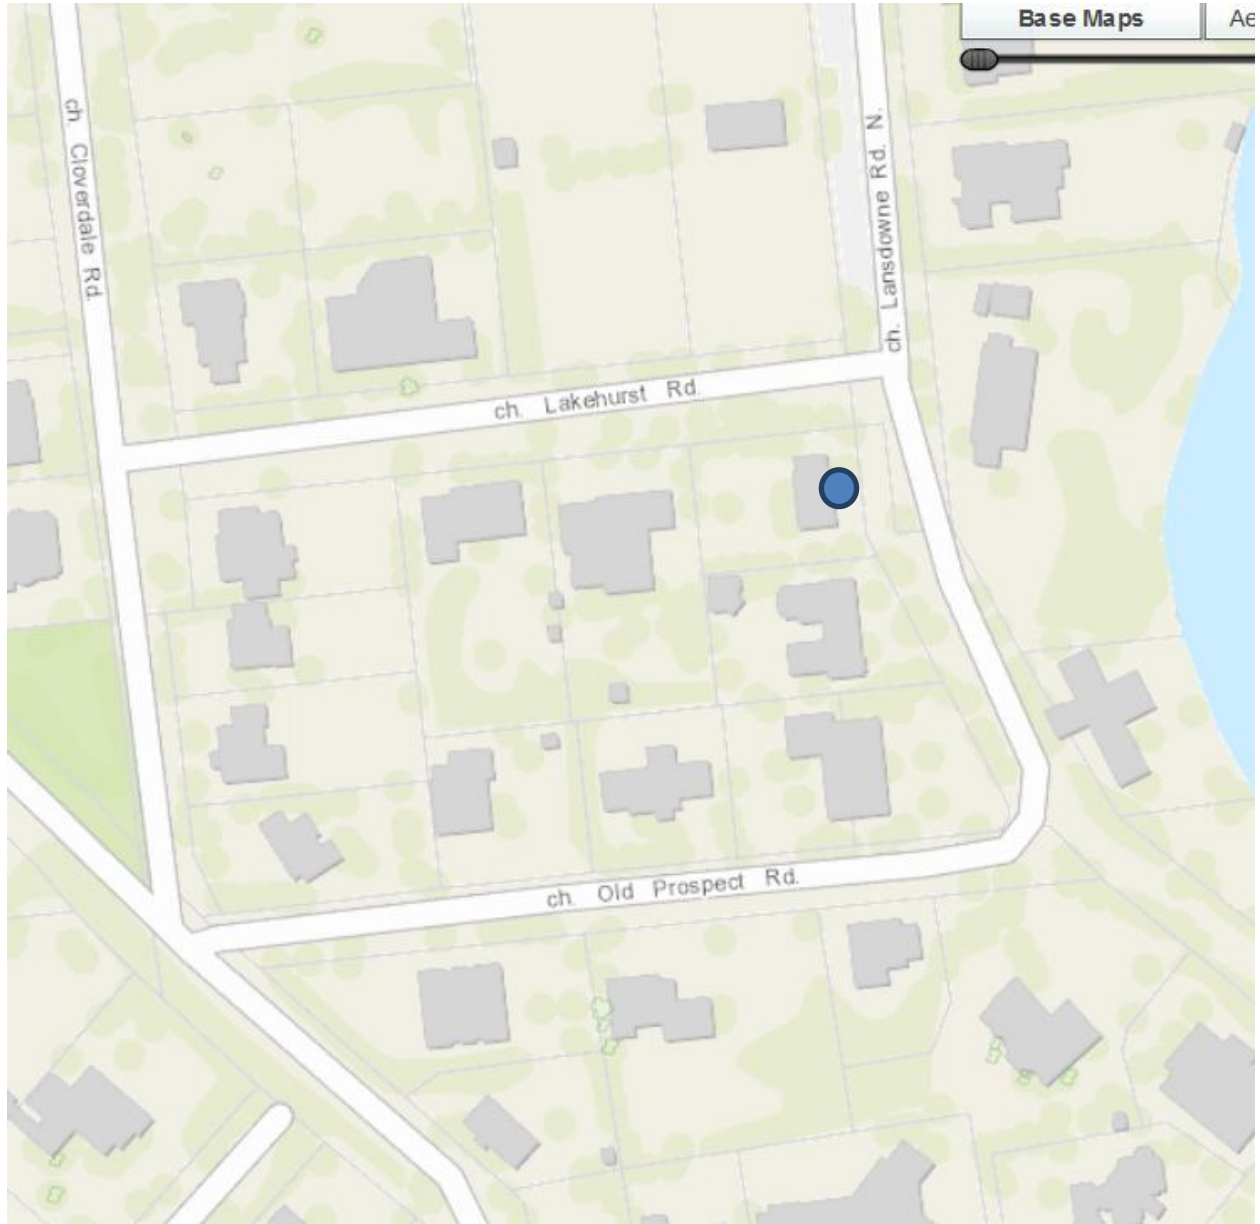 Base Maps
Ae
ch. Cloverdale Rd.
ch. Lansdowne Rd. N.
ch. Lakehurst Rd.
ch. Old Prospect Rd.